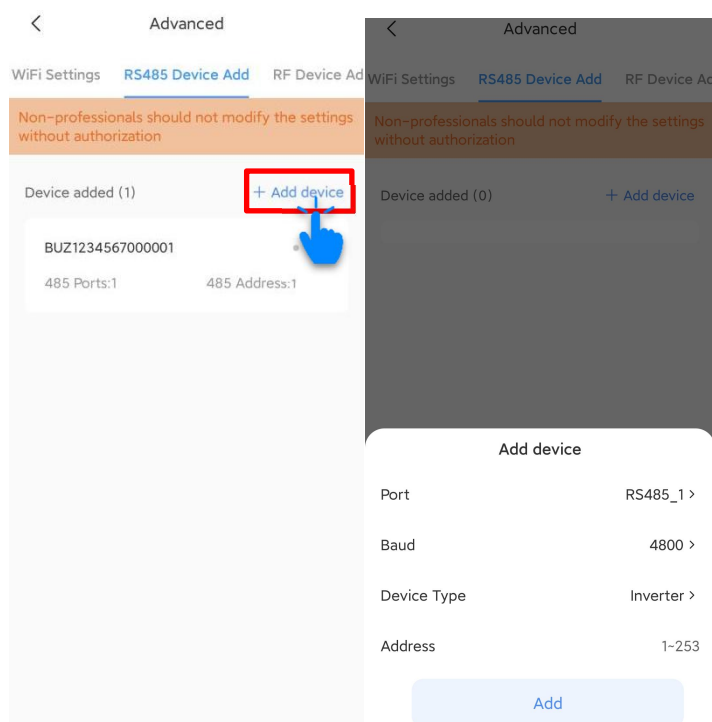 Advanced
WiFi Settings RS485 Device Add RF Device Ad
Non-professionals should not modify the settings
without authorization
Device added (1) + Add device
BUZ1234567000001
485 Ports:1 485 Address:1
Advanced
WiFi Settings RS485 Device Add RF Device Ad
Non-professionals should not modify the settings
without authorization
Device added (0) + Add device
Add device
Port RS485_1 >
Baud 4800 >
Device Type Inverter >
Address 1~253
Add